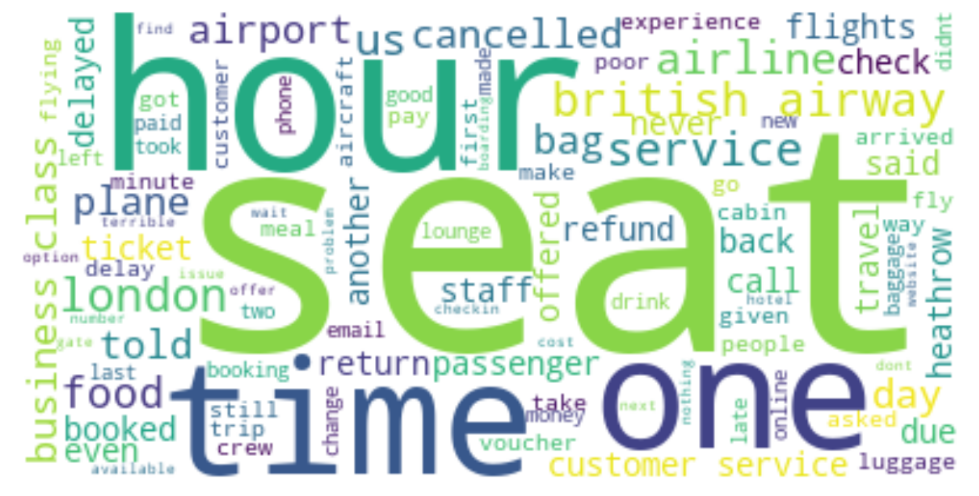 find
airport
us
cancelled
experience
flights
didnt
flying
delayed
hour
made
poor
airline
check
customer
phone
aircraft
good
pay
first
boarding
british airway
got
paid
took
never
new
bag
service
arrived
left
minute
make
said
plane
terrible
seat
another
go
fly
wait
meal
problem
lounge
offered
refund
cabin
back
travel
way
baggage
website
heathrow
ticket
option
delay
issue
offer
staff
call
hotel
london
two
checkin
drink
given
number
email
business class
gate
told
cost
people
last
booking
return
passenger
nothing
dont
food
time
one
day
change
take
money
next
late
online
asked
booked
still
trip
due
even
crew
voucher
available
customer service
luggage